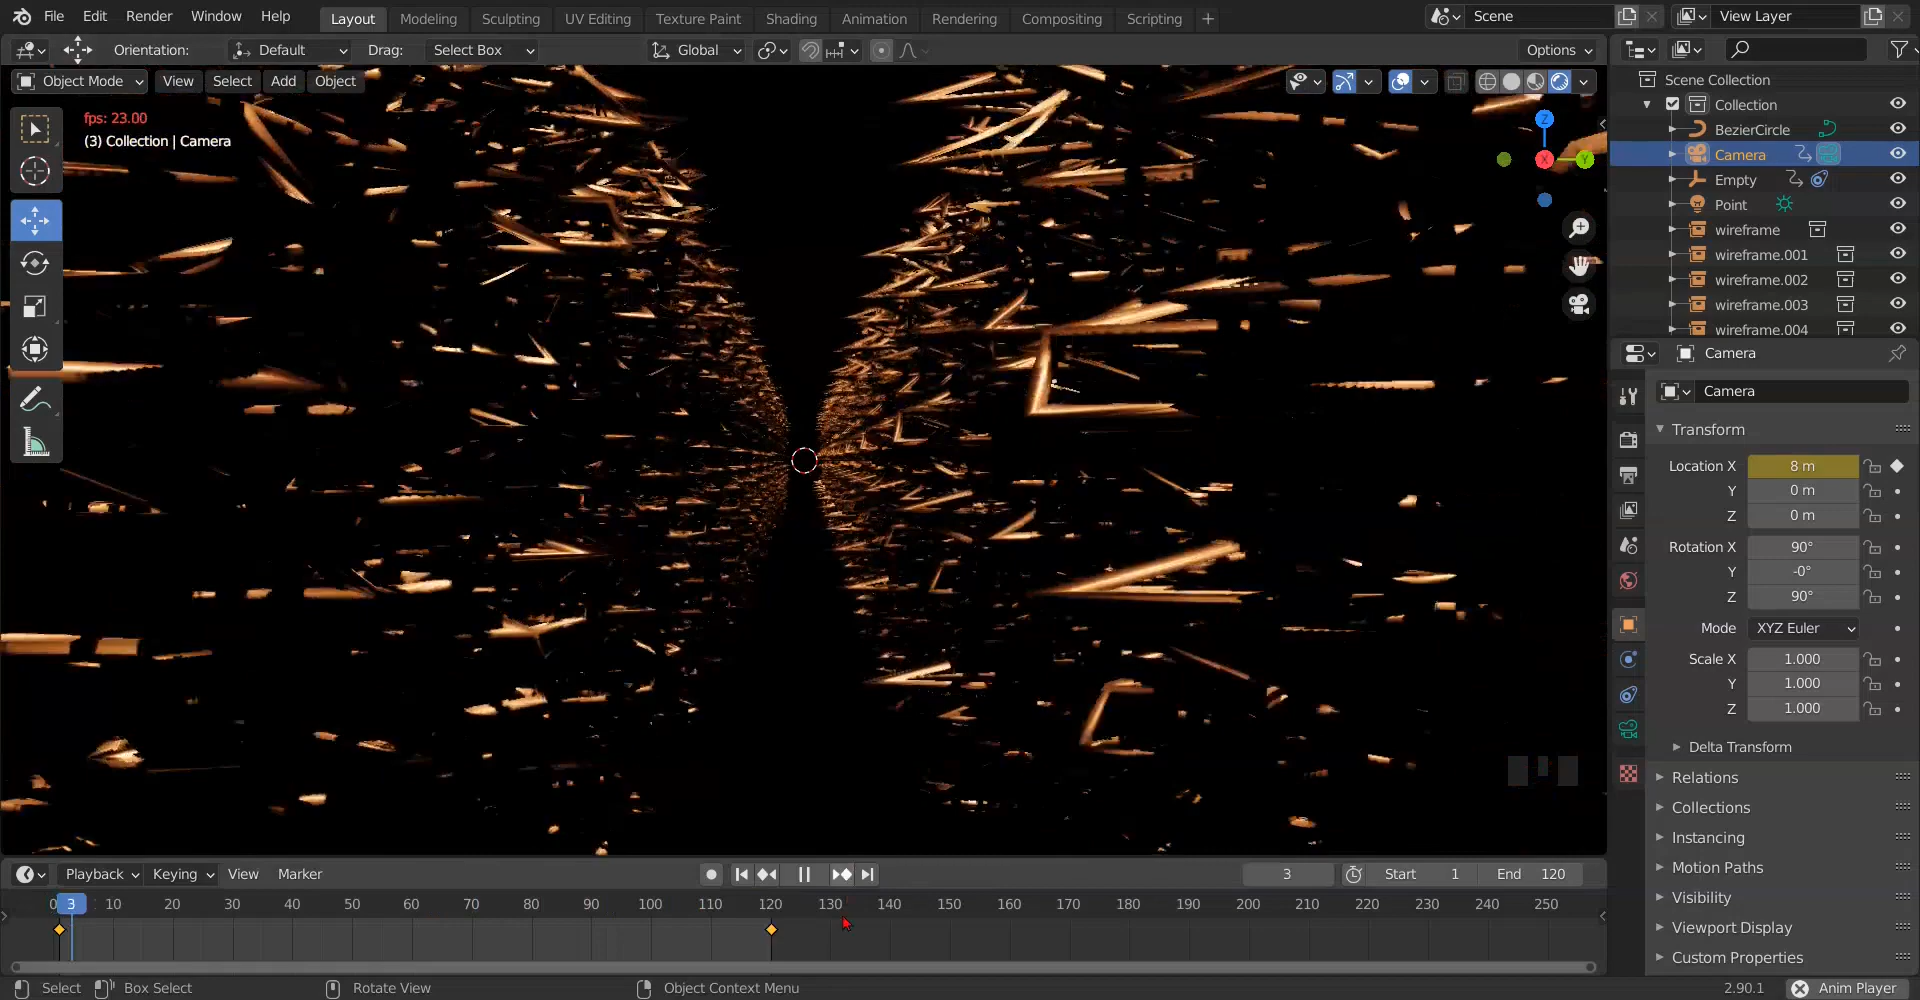 File Edit Render Window Help Layout Modeling Sculpting UV Editing Texture Paint Shading Animation Rendering Compositing Scripting + Scene View Layer
Orientation: Default Drag: Select Box Global Options
Object Mode View Select Add Object
fps: 23.00
(3) Collection | Camera
Z
X
Y
Scene Collection
Collection
BezierCircle
Camera
Empty
Point
wireframe
wireframe.001
wireframe.002
wireframe.003
wireframe.004
Camera
Camera
Transform
Location X 8 m
Y 0 m
Z 0 m
Rotation X 90°
Y -0°
Z 90°
Mode XYZ Euler
Scale X 1.000
Y 1.000
Z 1.000
Delta Transform
Relations
Collections
Instancing
Motion Paths
Visibility
Viewport Display
Custom Properties
Playback Keying View Marker 3 Start 1 End 120
0 3 10 20 30 40 50 60 70 80 90 100 110 120 130 140 150 160 170 180 190 200 210 220 230 240 250
Select Box Select Rotate View Object Context Menu 2.90.1 Anim Player